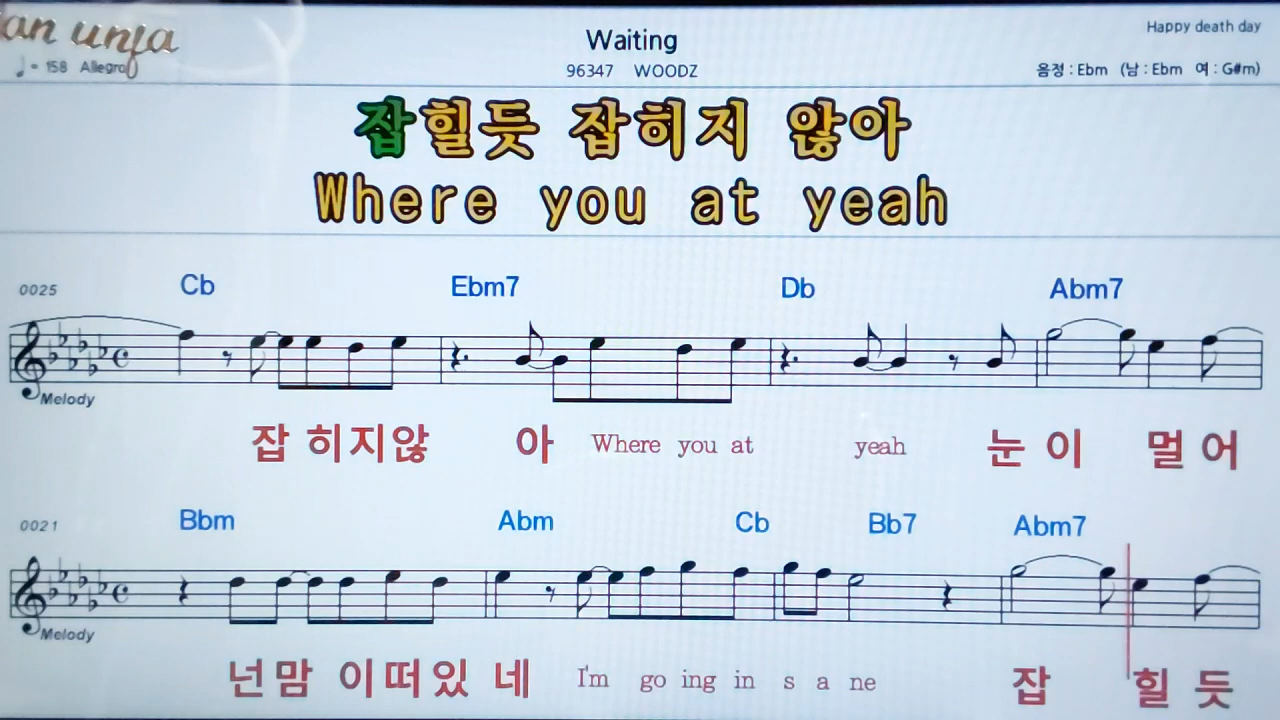 an unja
Waiting
Happy death day
♩= 158 Allegro
96347 WOODZ
음정 : Ebm (남 : Ebm 여 : G#m)
잡힐듯 잡히지 않아
Where you at yeah
0025 Cb Ebm7 Db Abm7
Melody
잡 히지않 아 Where you at yeah 눈 이 멀 어
0021 Bbm Abm Cb Bb7 Abm7
Melody
넌맘 이떠있 네 I'm go ing in s a ne 잡 힐 듯